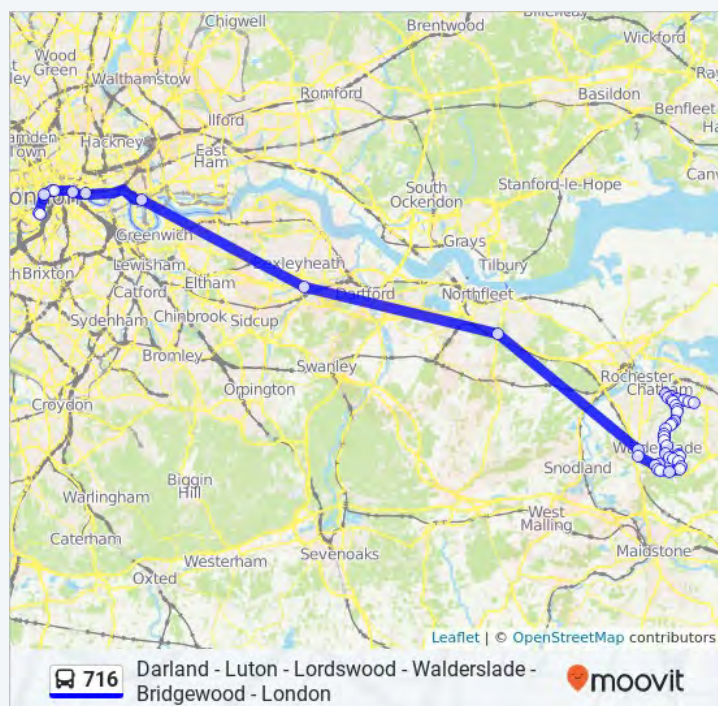 Chigwell
Brentwood
Billericay
Wickford
Wood
Green
Walthamstow
Romford
Basildon
Ilford
Benfleet
Hackney
Camden
Town
East
Ham
South
Ockendon
Stanford-le-Hope
London
Grays
Greenwich
Tilbury
Bexleyheath
Brixton
Lewisham
Eltham
Dartford
Northfleet
Catford
Chinbrook
Sidcup
Sydenham
Bromley
Swanley
Rochester
Chatham
Orpington
Croydon
Walderslade
Snodland
Biggin
Hill
Warlingham
West
Malling
Caterham
Sevenoaks
Maidstone
Westerham
Oxted
Leaflet | © OpenStreetMap contributors
716
Darland - Luton - Lordswood - Walderslade -
Bridgewood - London
moovit